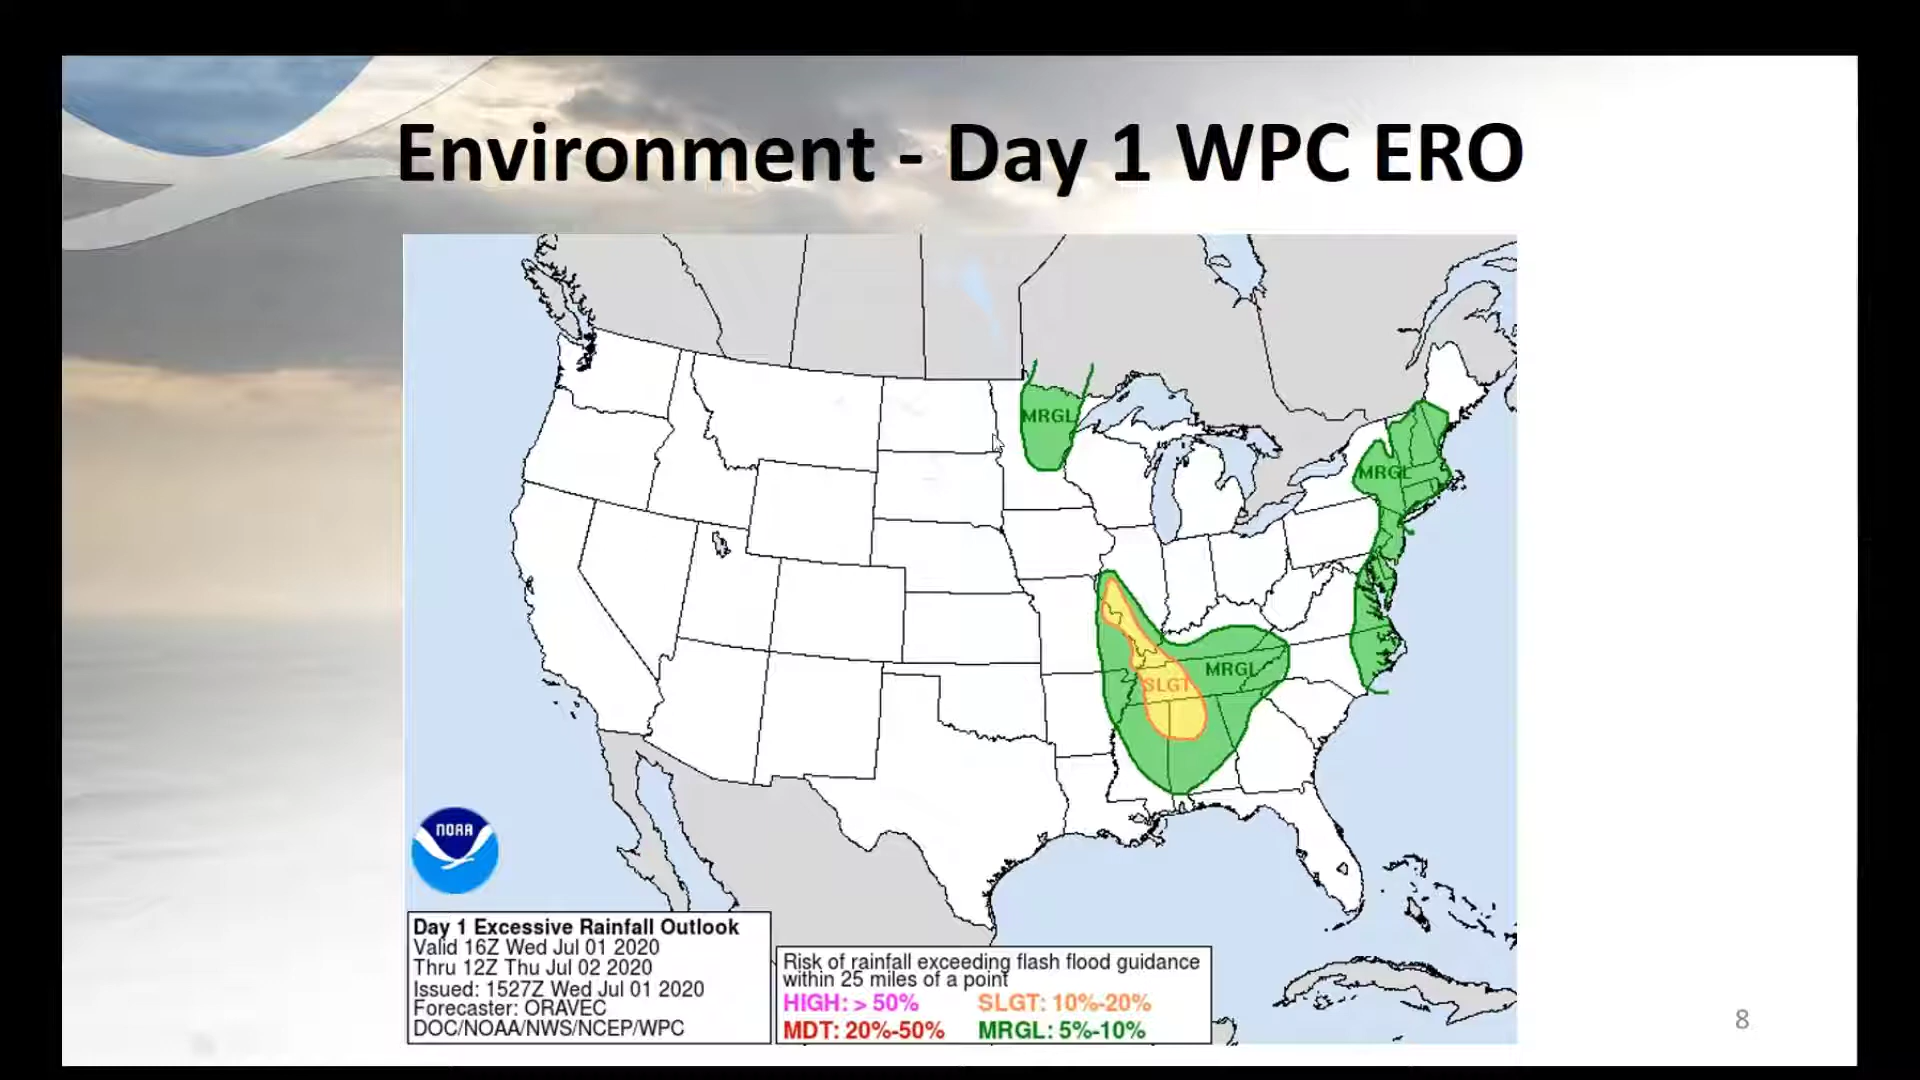 Environment - Day 1 WPC ERO
MRGL
MRGL
MRGL
SLGT
NOAA
Day 1 Excessive Rainfall Outlook
Valid 16Z Wed Jul 01 2020
Thru 12Z Thu Jul 02 2020
Issued: 1527Z Wed Jul 01 2020
Forecaster: ORAVEC
DOC/NOAA/NWS/NCEP/WPC
Risk of rainfall exceeding flash flood guidance
within 25 miles of a point
HIGH: > 50% SLGT: 10%-20%
MDT: 20%-50% MRGL: 5%-10%
8